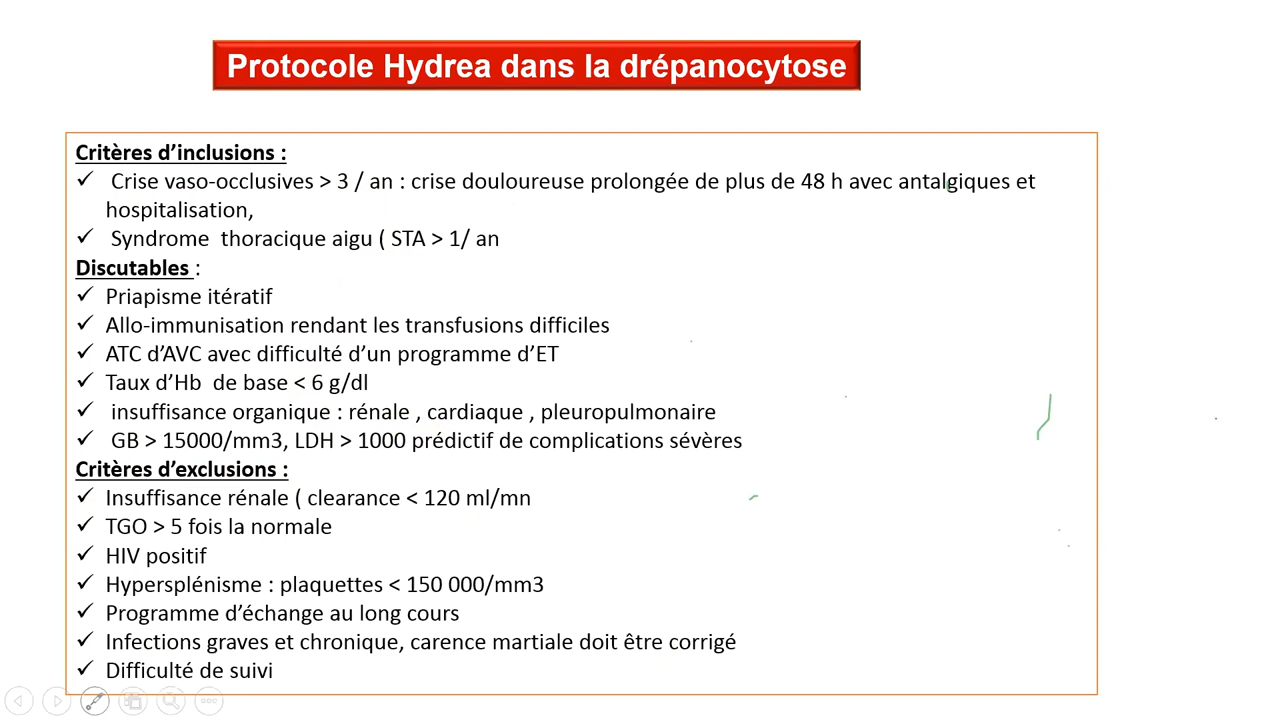 Protocole Hydrea dans la drépanocytose
Critères d’inclusions :
✓ Crise vaso-occlusives > 3 / an : crise douloureuse prolongée de plus de 48 h avec antalgiques et
hospitalisation,
✓ Syndrome thoracique aigu ( STA > 1/ an
Discutables :
✓ Priapisme itératif
✓ Allo-immunisation rendant les transfusions difficiles
✓ ATC d’AVC avec difficulté d’un programme d’ET
✓ Taux d’Hb de base < 6 g/dl
✓ insuffisance organique : rénale , cardiaque , pleuropulmonaire
✓ GB > 15000/mm3, LDH > 1000 prédictif de complications sévères
Critères d’exclusions :
✓ Insuffisance rénale ( clearance < 120 ml/mn
✓ TGO > 5 fois la normale
✓ HIV positif
✓ Hypersplénisme : plaquettes < 150 000/mm3
✓ Programme d’échange au long cours
✓ Infections graves et chronique, carence martiale doit être corrigé
✓ Difficulté de suivi